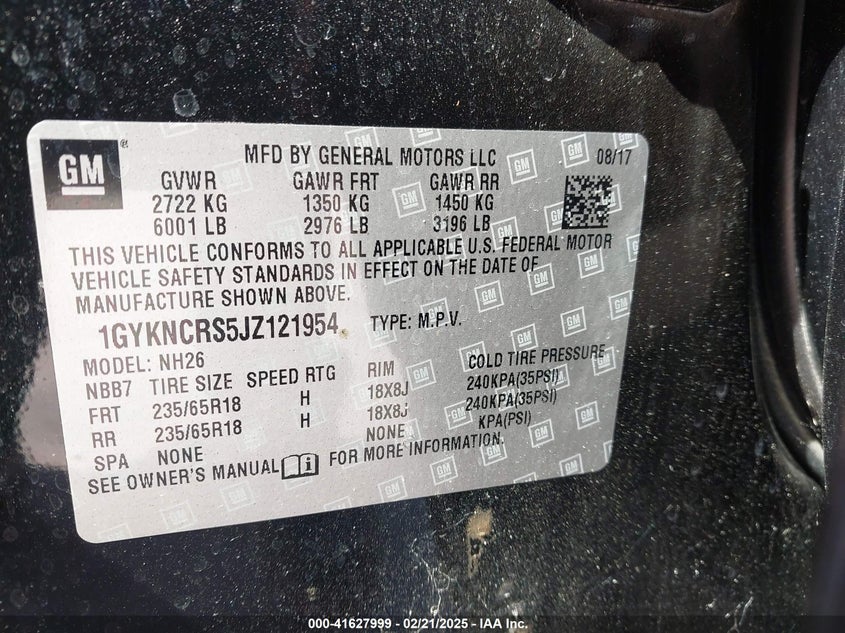 GM ®
MFD BY GENERAL MOTORS LLC 08/17
GVWR GAWR FRT GAWR RR
2722 KG 1350 KG 1450 KG
6001 LB 2976 LB 3196 LB
THIS VEHICLE CONFORMS TO ALL APPLICABLE U.S. FEDERAL MOTOR
VEHICLE SAFETY STANDARDS IN EFFECT ON THE DATE OF
MANUFACTURE SHOWN ABOVE.
1GYKNCRS5JZ121954 TYPE: M.P.V.
MODEL: NH26
NBB7 TIRE SIZE SPEED RTG RIM COLD TIRE PRESSURE
FRT 235/65R18 H 18X8J 240KPA(35PSI)
RR 235/65R18 H 18X8J 240KPA(35PSI)
SPA NONE NONE KPA(PSI)
SEE OWNER'S MANUAL FOR MORE INFORMATION.
000-41627999 - 02/21/2025 - IAA Inc.